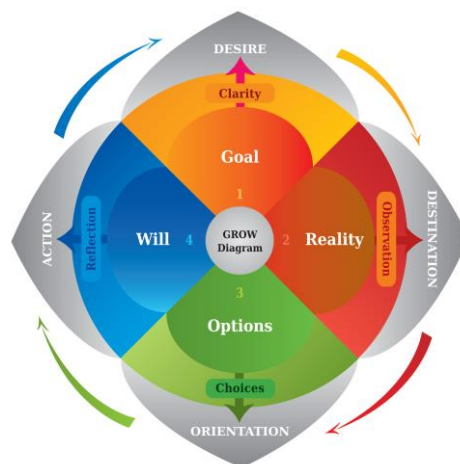 DESIRE
Clarity
Goal
1
ACTION
Reflection
Will
4
GROW
Diagram
2
Reality
Observation
DESTINATION
3
Options
Choices
ORIENTATION